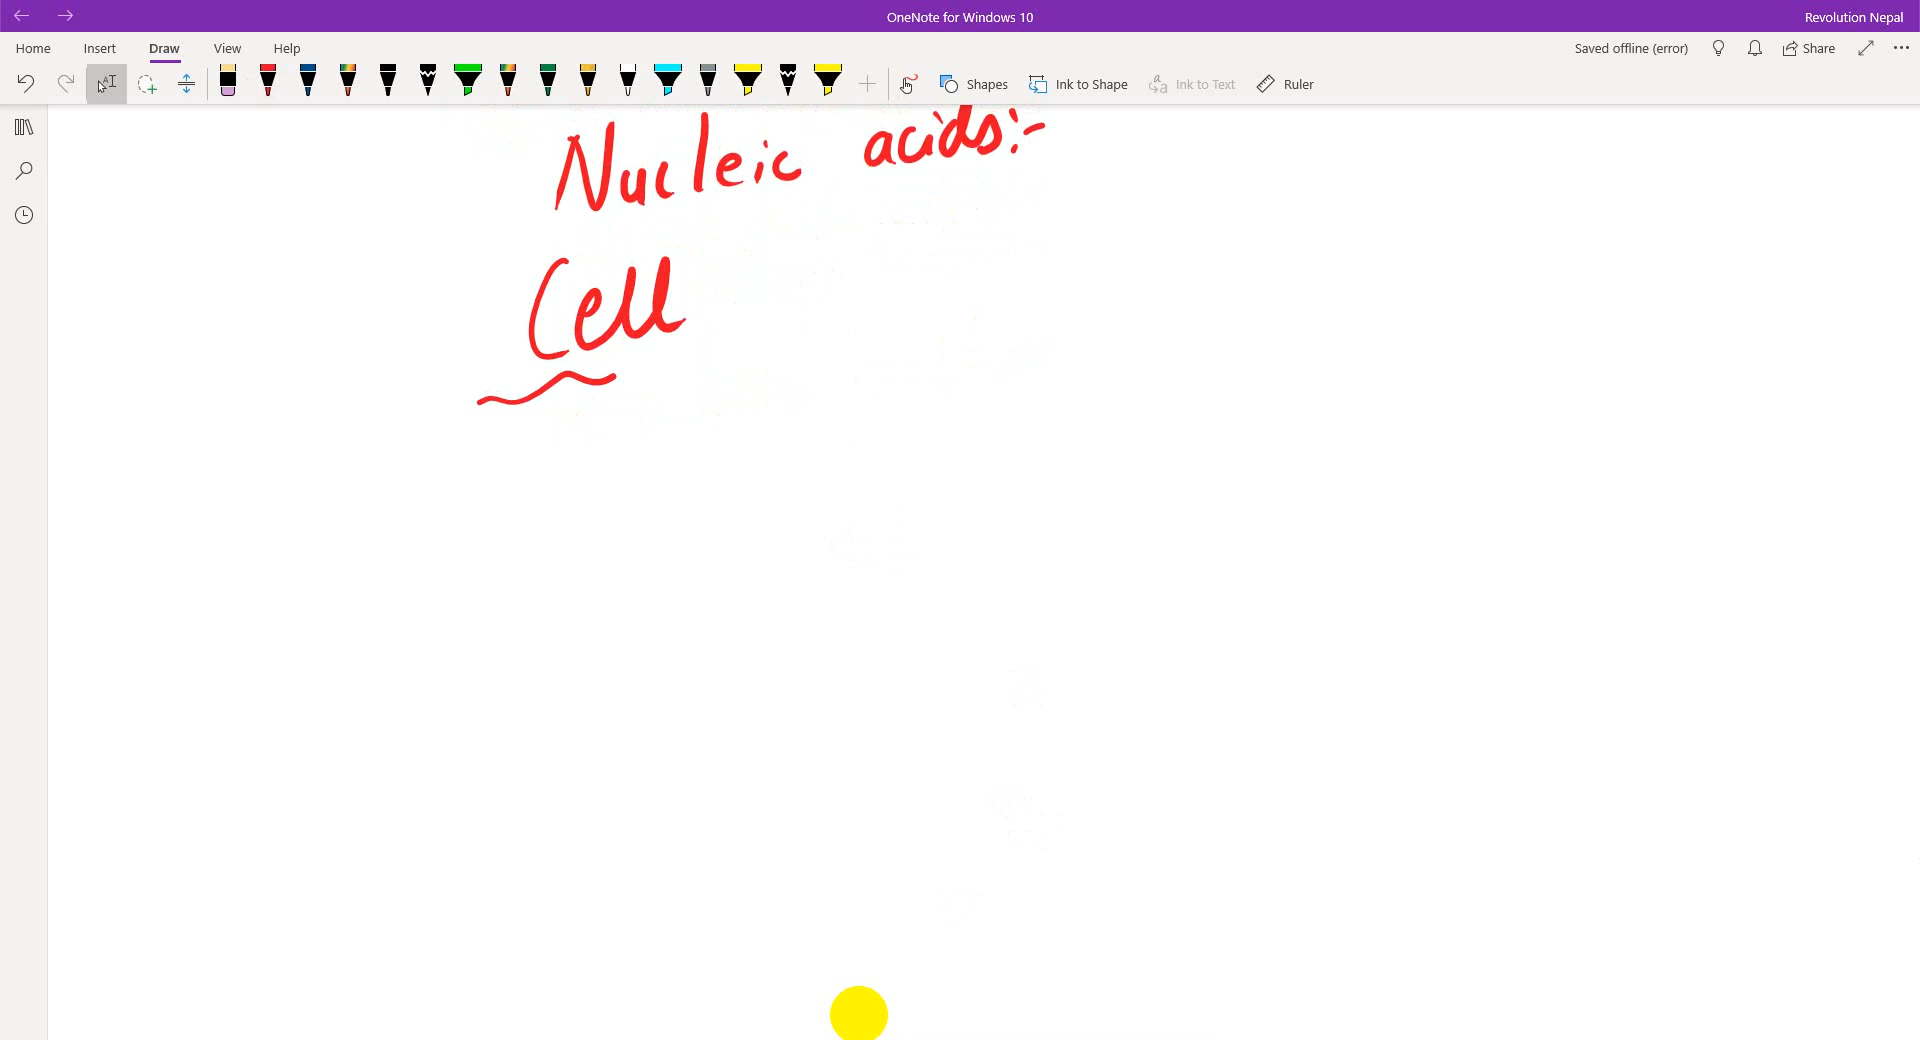 OneNote for Windows 10
Revolution Nepal
Home Insert Draw View Help
Saved offline (error) Share
Shapes Ink to Shape Ink to Text Ruler
Nucleic acids:-
Cell